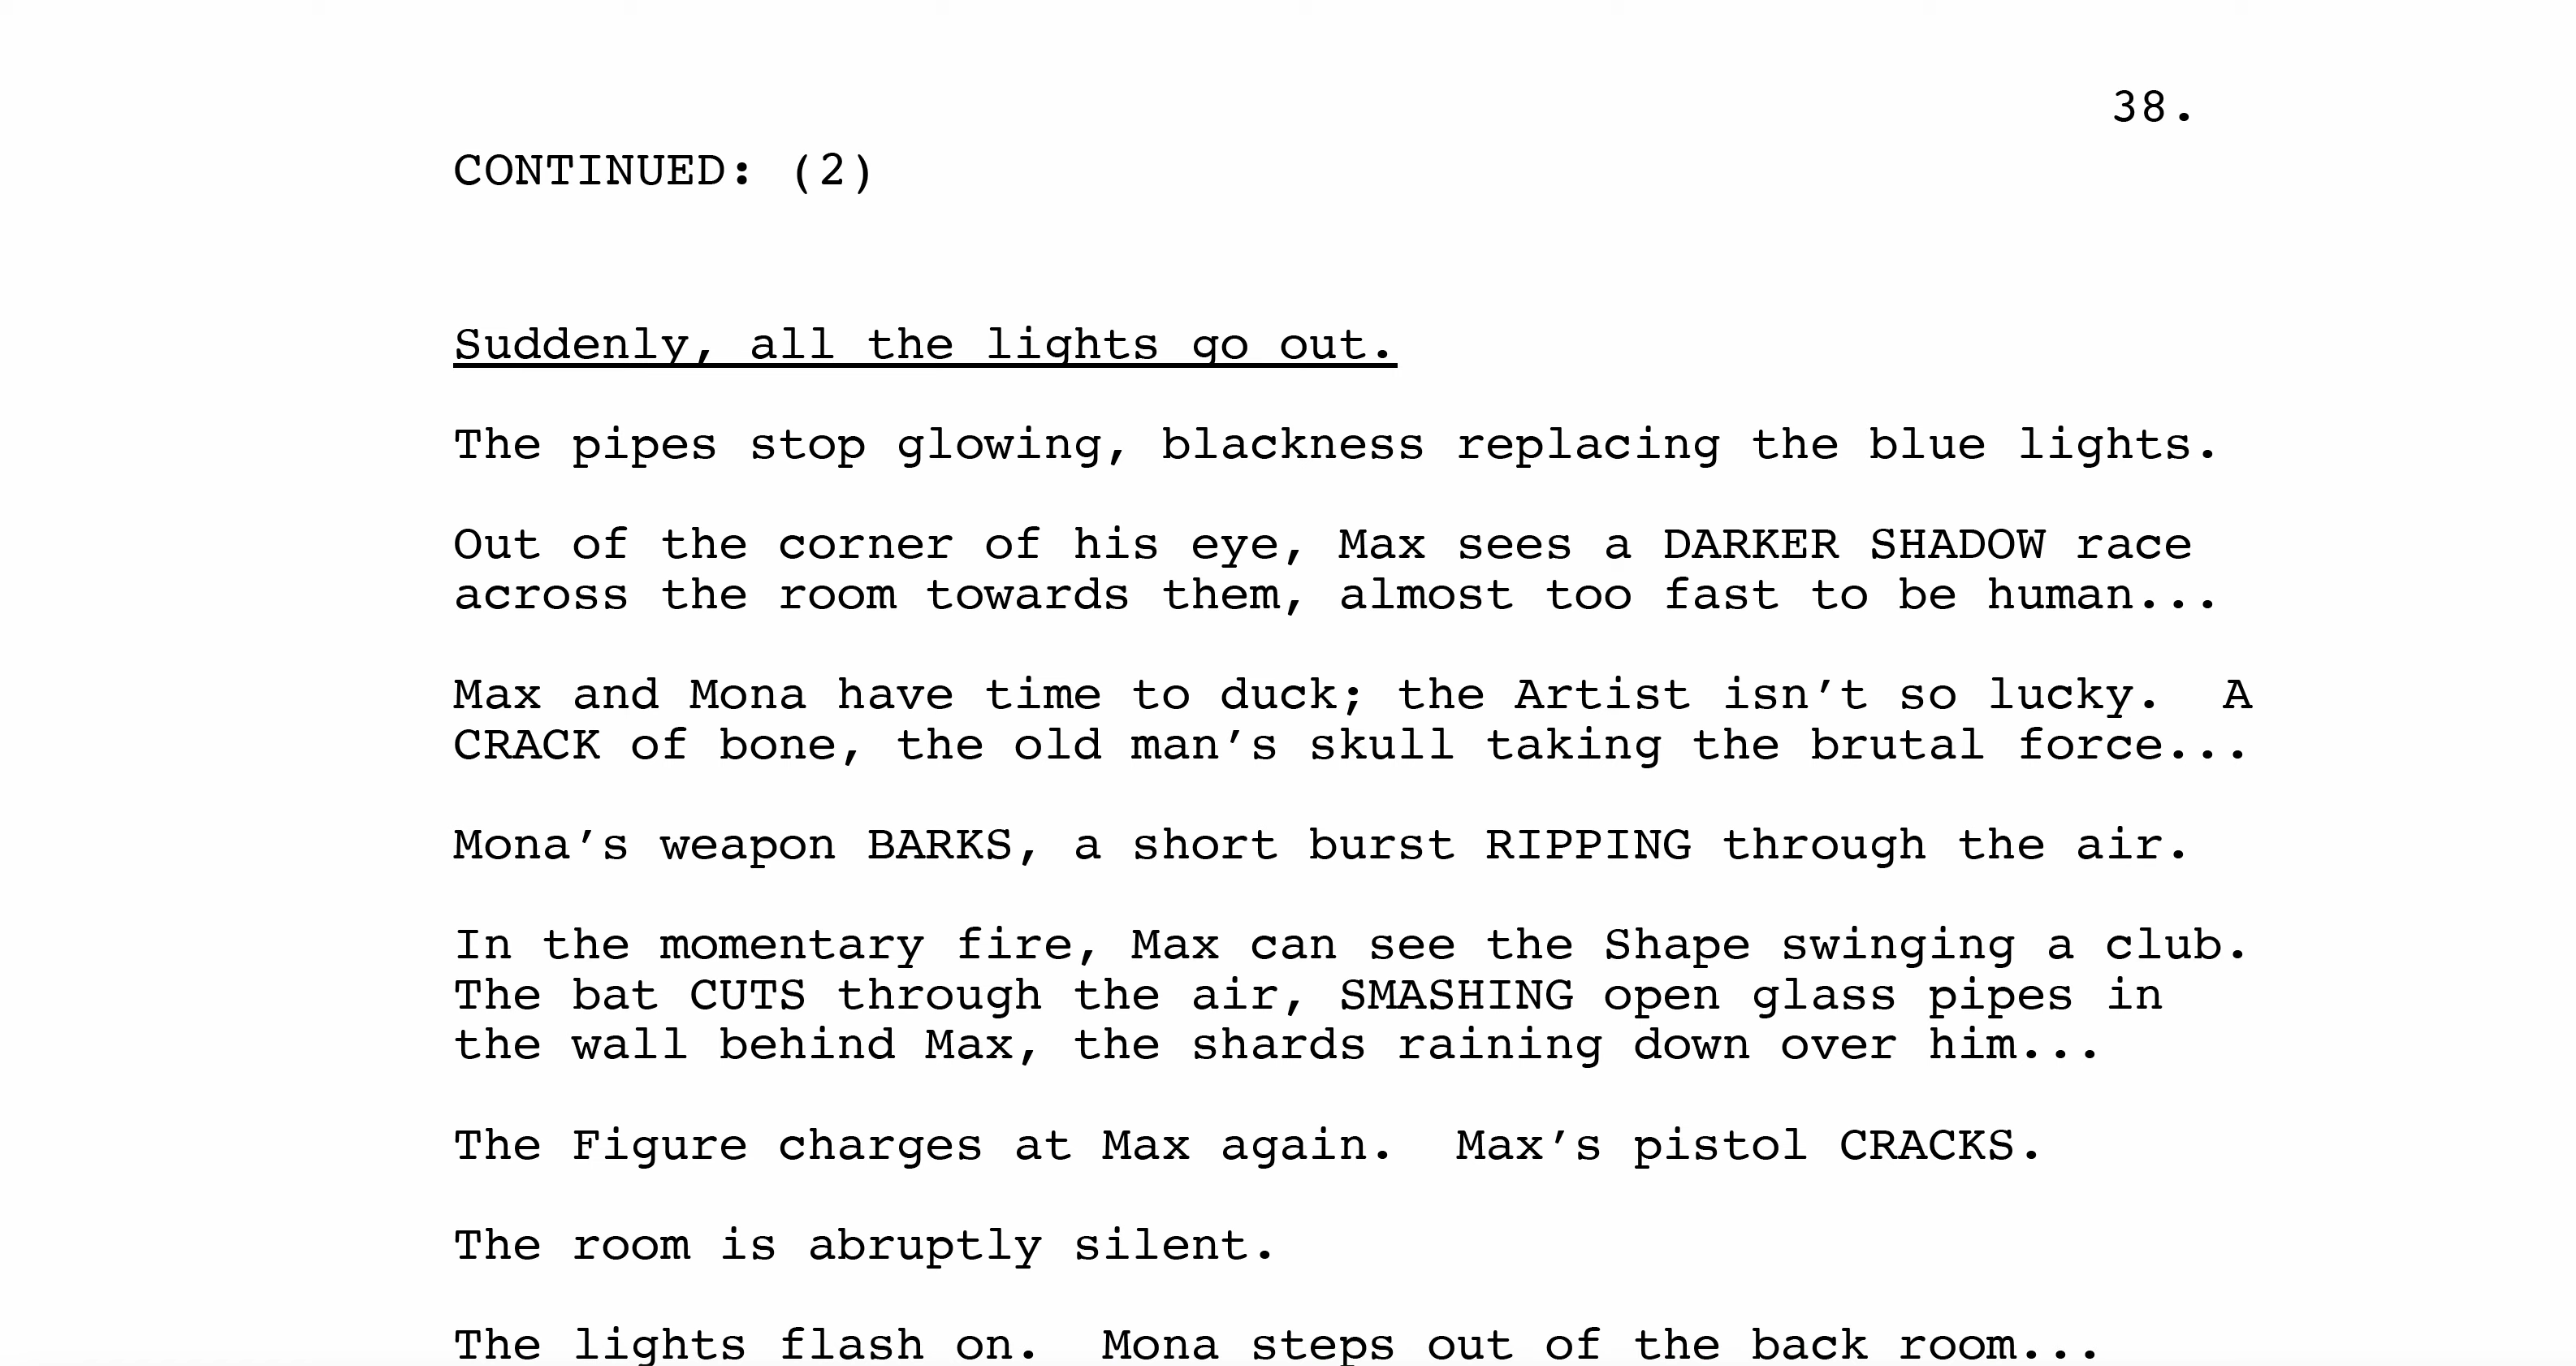 38.
CONTINUED: (2)
Suddenly, all the lights go out.
The pipes stop glowing, blackness replacing the blue lights.
Out of the corner of his eye, Max sees a DARKER SHADOW race
across the room towards them, almost too fast to be human...
Max and Mona have time to duck; the Artist isn’t so lucky.  A
CRACK of bone, the old man’s skull taking the brutal force...
Mona’s weapon BARKS, a short burst RIPPING through the air.
In the momentary fire, Max can see the Shape swinging a club.
The bat CUTS through the air, SMASHING open glass pipes in
the wall behind Max, the shards raining down over him...
The Figure charges at Max again.  Max’s pistol CRACKS.
The room is abruptly silent.
The lights flash on.  Mona steps out of the back room...